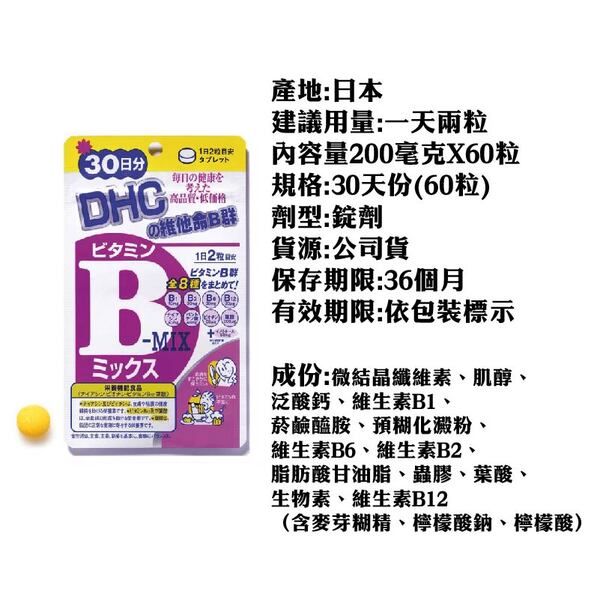 30日分
1日2粒目安
タブレット
毎日の健康を
考えた
高品質・低価格
DHC
の維他命B群
ビタミン
1日2粒目安
ビタミンB群
全8種をまとめて!
B
-MIX
ミックス
栄養機能食品
產地:日本
建議用量:一天兩粒
內容量200毫克X60粒
規格:30天份(60粒)
劑型:錠劑
貨源:公司貨
保存期限:36個月
有效期限:依包裝標示
成份:微結晶纖維素、肌醇、
泛酸鈣、維生素B1、
菸鹼醯胺、預糊化澱粉、
維生素B6、維生素B2、
脂肪酸甘油脂、蟲膠、葉酸、
生物素、維生素B12
（含麥芽糊精、檸檬酸鈉、檸檬酸）